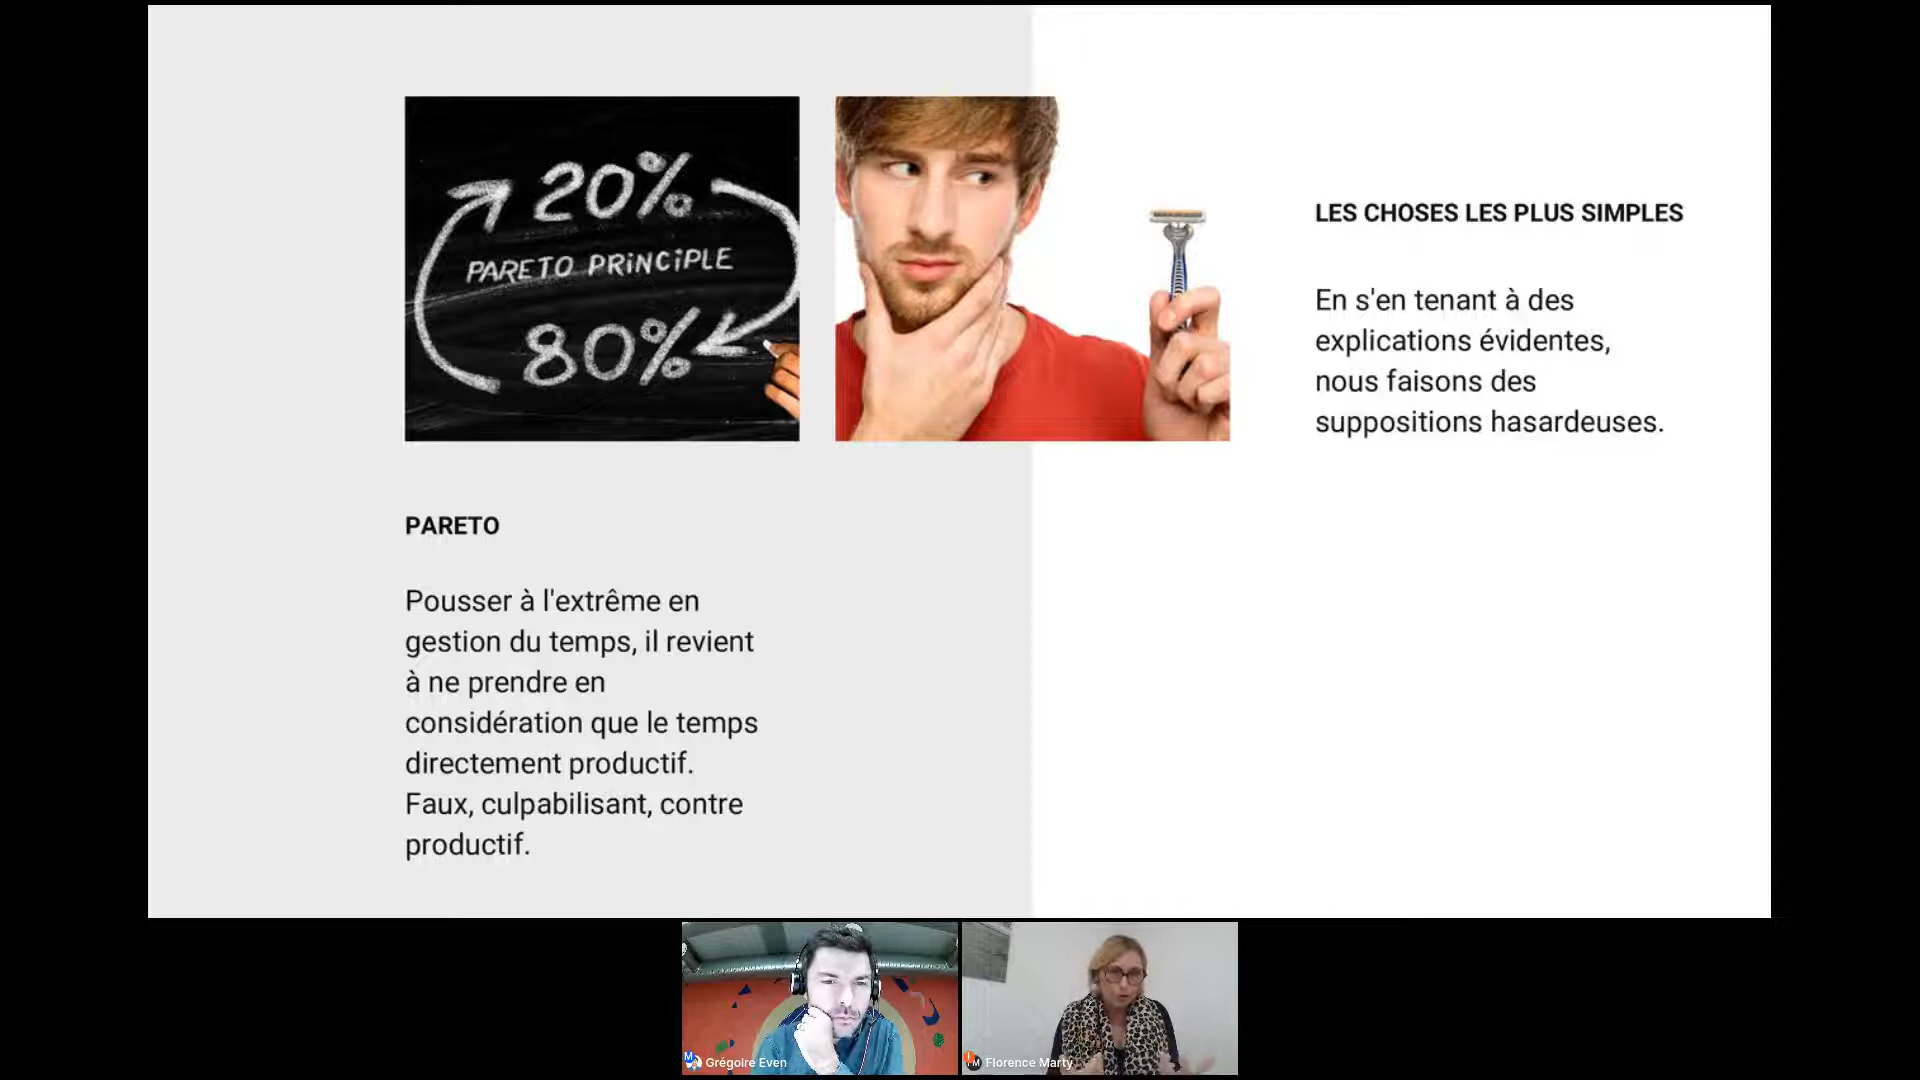 20%
PARETO PRINCIPLE
80%
PARETO
Pousser à l'extrême en
gestion du temps, il revient
à ne prendre en
considération que le temps
directement productif.
Faux, culpabilisant, contre
productif.
LES CHOSES LES PLUS SIMPLES
En s'en tenant à des
explications évidentes,
nous faisons des
suppositions hasardeuses.
Grégoire Even
Florence Marty